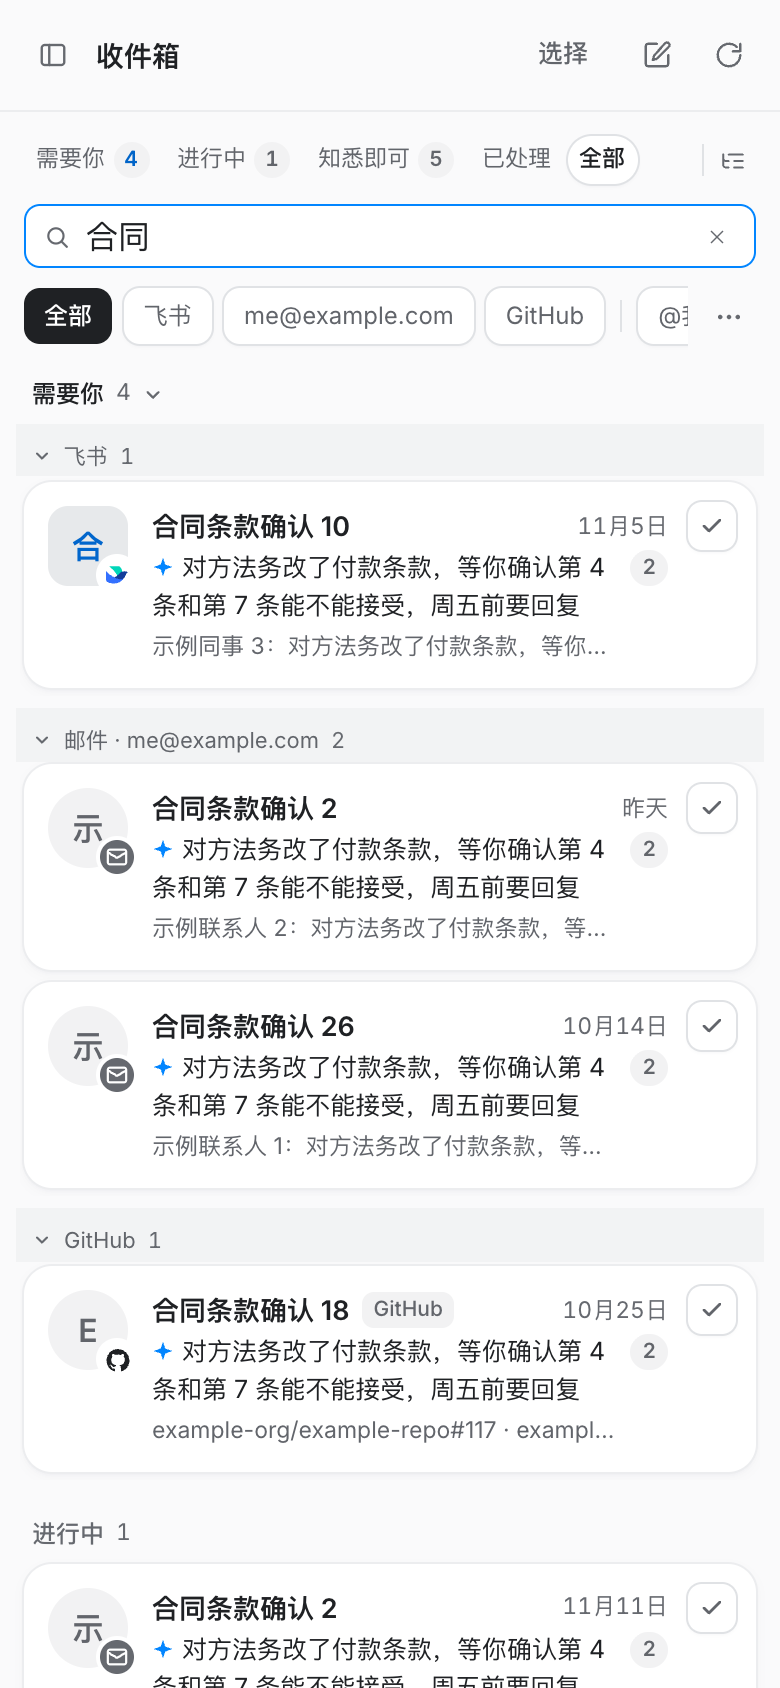 收件箱
选择
需要你 4 进行中 1 知悉即可 5 已处理 全部
合同
全部 飞书 me@example.com GitHub
需要你 4
飞书 1
合
合同条款确认 10 11月5日
对方法务改了付款条款，等你确认第 4 2
条和第 7 条能不能接受，周五前要回复
示例同事 3：对方法务改了付款条款，等你...
邮件 · me@example.com 2
示
合同条款确认 2 昨天
对方法务改了付款条款，等你确认第 4 2
条和第 7 条能不能接受，周五前要回复
示例联系人 2：对方法务改了付款条款，等...
示
合同条款确认 26 10月14日
对方法务改了付款条款，等你确认第 4 2
条和第 7 条能不能接受，周五前要回复
示例联系人 1：对方法务改了付款条款，等...
GitHub 1
E
合同条款确认 18 GitHub 10月25日
对方法务改了付款条款，等你确认第 4 2
条和第 7 条能不能接受，周五前要回复
example-org/example-repo#117 · exampl...
进行中 1
示
合同条款确认 2 11月11日
对方法务改了付款条款，等你确认第 4 2
条和第 7 条能不能接受，周五前要回复